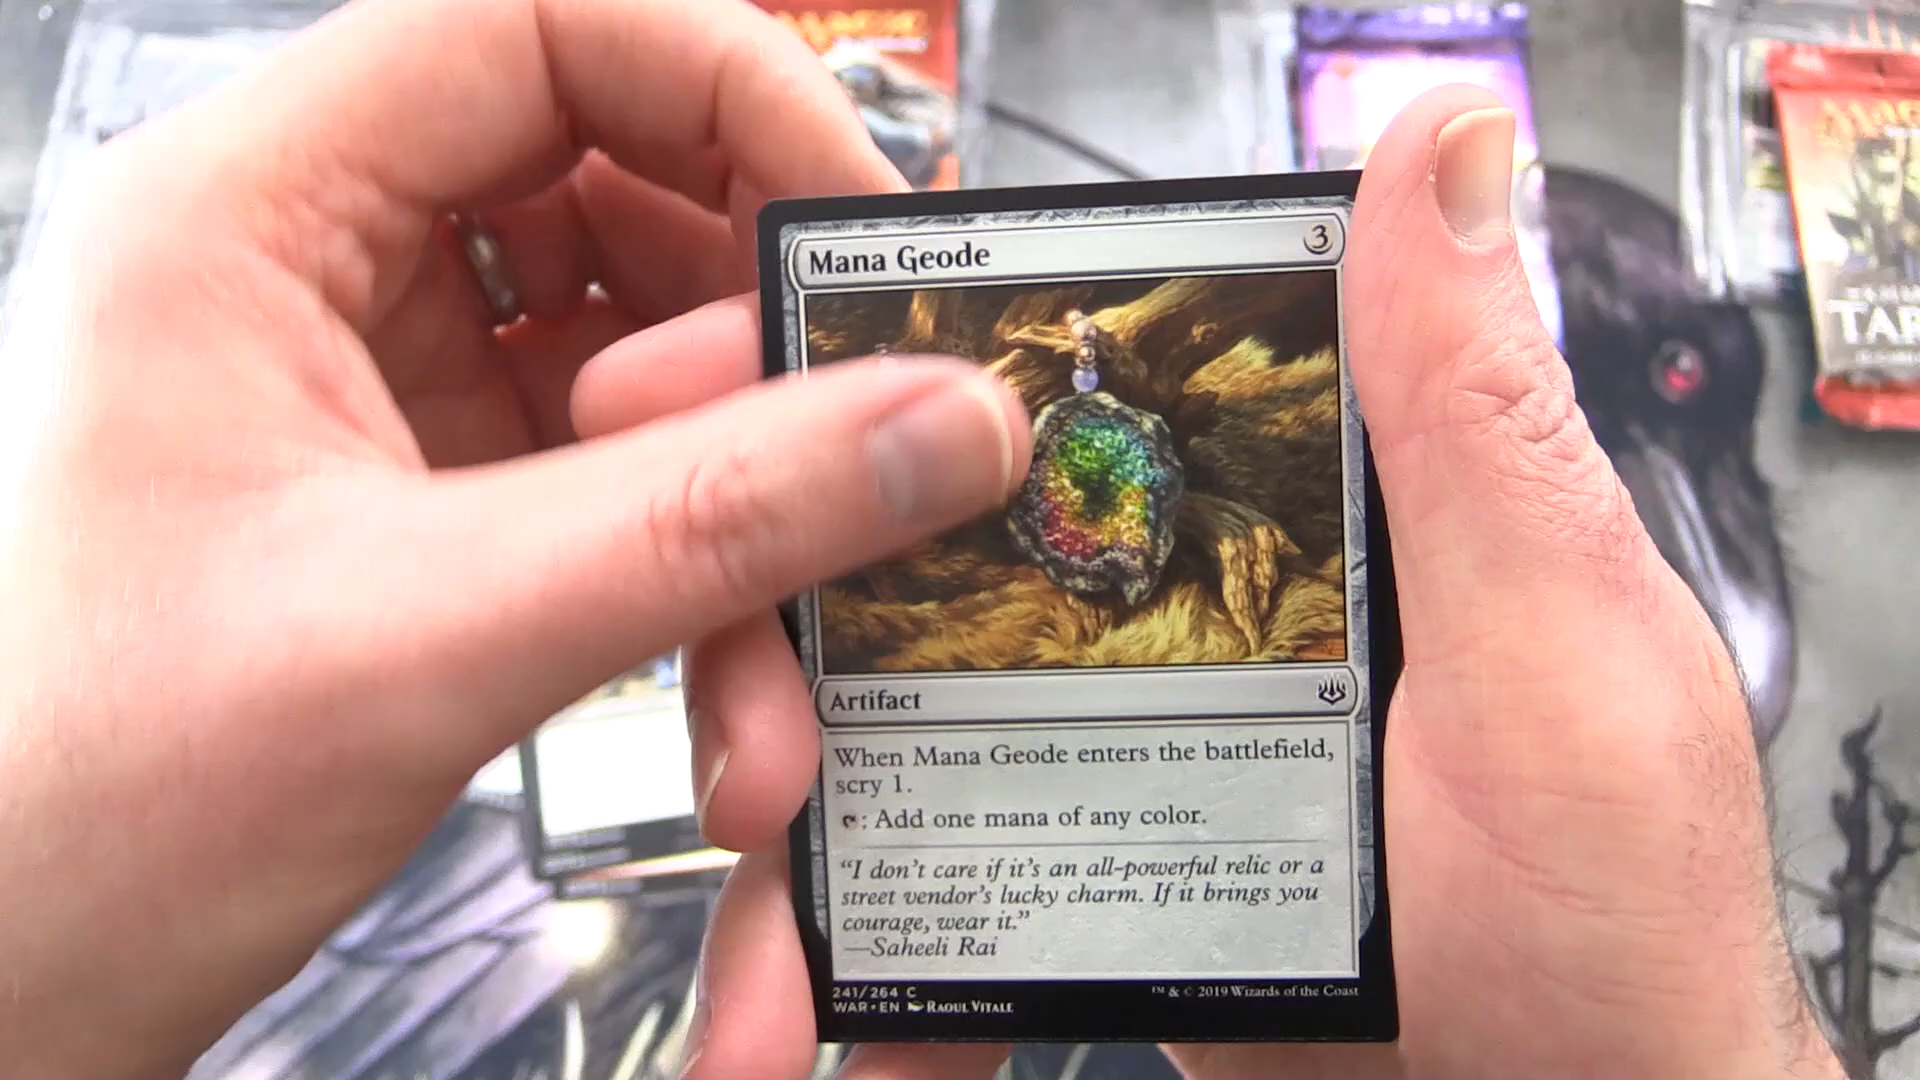 MAGIC
Mana Geode
3
Artifact
When Mana Geode enters the battlefield,
scry 1.
: Add one mana of any color.
“I don’t care if it’s an all-powerful relic or a
street vendor’s lucky charm. If it brings you
courage, wear it.”
—Saheeli Rai
241/264 C
WAR • EN RAOUL VITALE
™ & © 2019 Wizards of the Coast